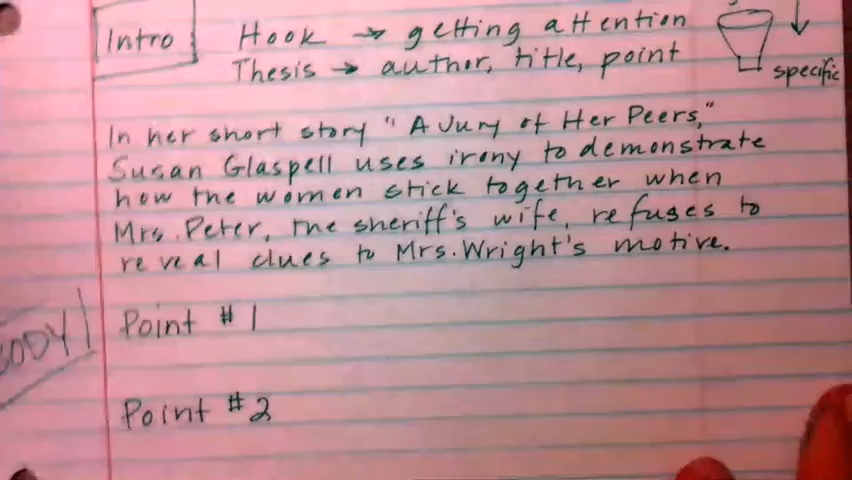 Intro
Hook → getting attention
Thesis → author, title, point
specific
In her short story "A Jury of Her Peers,"
Susan Glaspell uses irony to demonstrate
how the women stick together when
Mrs. Peter, the sheriff's wife, refuses to
reveal clues to Mrs. Wright's motive.
BODY
Point #1
Point #2